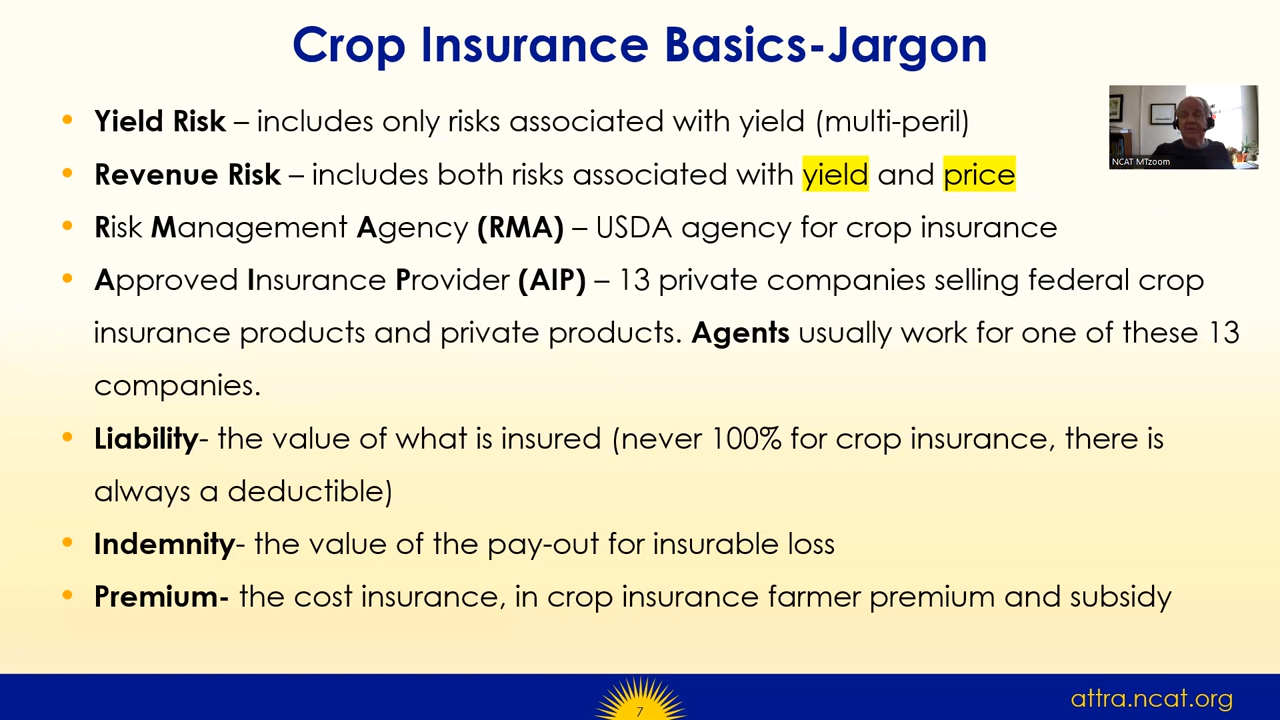 Crop Insurance Basics-Jargon
• Yield Risk – includes only risks associated with yield (multi-peril)
• Revenue Risk – includes both risks associated with yield and price
• Risk Management Agency (RMA) – USDA agency for crop insurance
• Approved Insurance Provider (AIP) – 13 private companies selling federal crop
insurance products and private products. Agents usually work for one of these 13
companies.
• Liability- the value of what is insured (never 100% for crop insurance, there is
always a deductible)
• Indemnity- the value of the pay-out for insurable loss
• Premium- the cost insurance, in crop insurance farmer premium and subsidy
NCAT MTzoom
7
attra.ncat.org